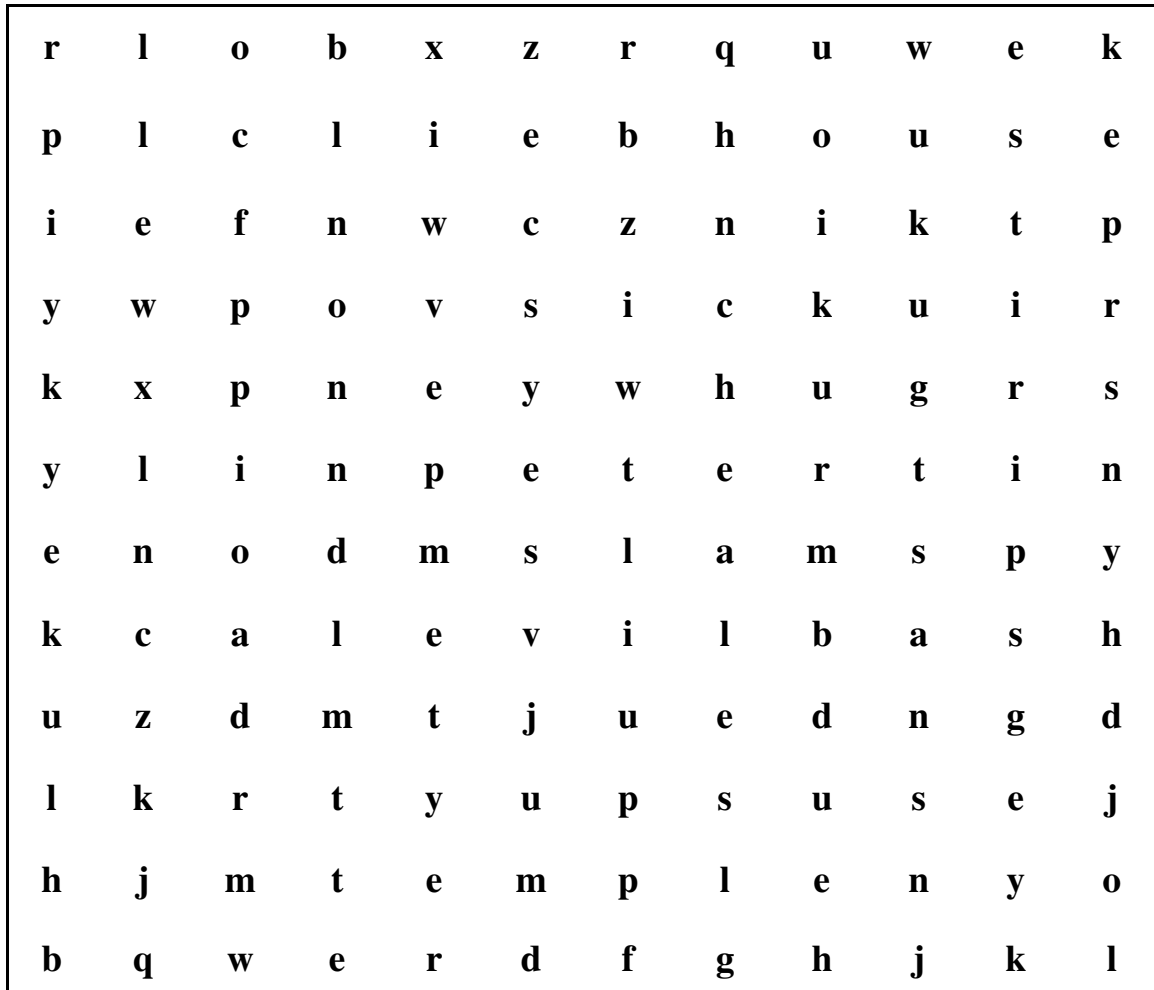 r l o b x z r q u w e k
p l c l i e b h o u s e
i e f n w c z n i k t p
y w p o v s i c k u i r
k x p n e y w h u g r s
y l i n p e t e r t i n
e n o d m s l a m s p y
k c a l e v i l b a s h
u z d m t j u e d n g d
l k r t y u p s u s e j
h j m t e m p l e n y o
b q w e r d f g h j k l